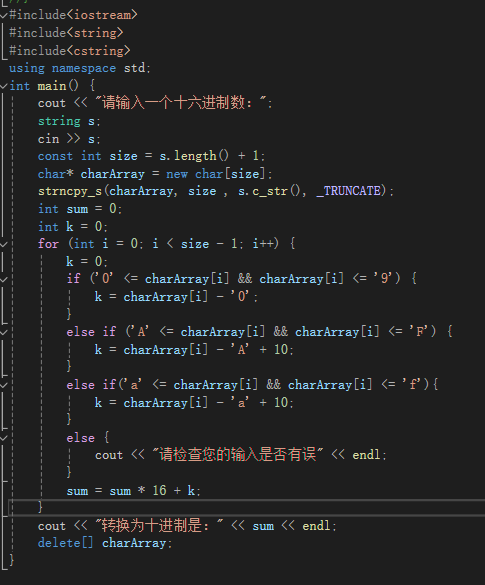 #include<iostream>
#include<string>
#include<cstring>
using namespace std;
int main() {
cout << "请输入一个十六进制数：";
string s;
cin >> s;
const int size = s.length() + 1;
char* charArray = new char[size];
strncpy_s(charArray, size , s.c_str(), _TRUNCATE);
int sum = 0;
int k = 0;
for (int i = 0; i < size - 1; i++) {
k = 0;
if ('0' <= charArray[i] && charArray[i] <= '9') {
k = charArray[i] - '0';
}
else if ('A' <= charArray[i] && charArray[i] <= 'F') {
k = charArray[i] - 'A' + 10;
}
else if('a' <= charArray[i] && charArray[i] <= 'f'){
k = charArray[i] - 'a' + 10;
}
else {
cout << "请检查您的输入是否有误" << endl;
}
sum = sum * 16 + k;
}
cout << "转换为十进制是：" << sum << endl;
delete[] charArray;
}